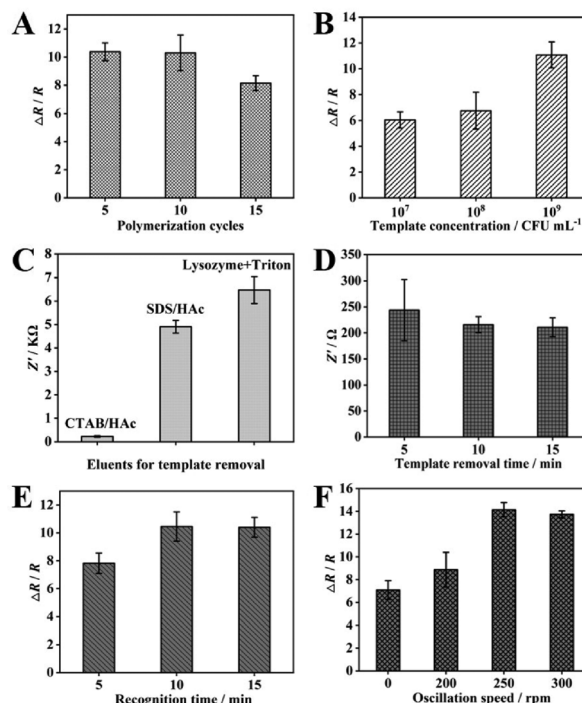 A
14
12
10
8
6
4
2
0
△R / R
5 10 15
Polymerization cycles
B
14
12
10
8
6
4
2
0
△R / R
10⁷ 10⁸ 10⁹
Template concentration / CFU mL⁻¹
C
8
7
6
5
4
3
2
1
0
Z' / KΩ
Lysozyme+Triton
SDS/HAc
CTAB/HAc
Eluents for template removal
D
350
300
250
200
150
100
50
0
Z' / Ω
5 10 15
Template removal time / min
E
14
12
10
8
6
4
2
0
△R / R
5 10 15
Recognition time / min
F
16
14
12
10
8
6
4
2
0
△R / R
0 200 250 300
Oscillation speed / rpm